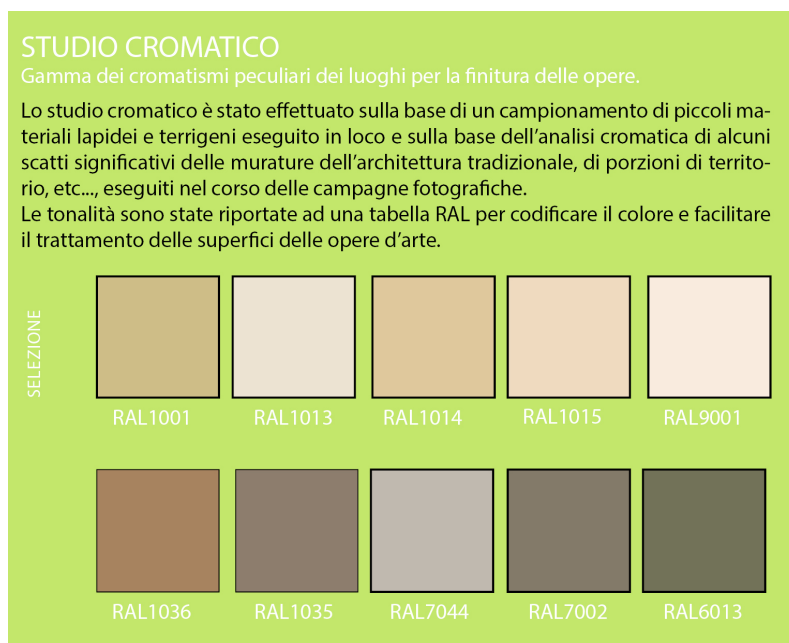 STUDIO CROMATICO
Gamma dei cromatismi peculiari dei luoghi per la finitura delle opere.
Lo studio cromatico è stato effettuato sulla base di un campionamento di piccoli ma-
teriali lapidei e terrigeni eseguito in loco e sulla base dell’analisi cromatica di alcuni
scatti significativi delle murature dell’architettura tradizionale, di porzioni di territo-
rio, etc..., eseguiti nel corso delle campagne fotografiche.
Le tonalità sono state riportate ad una tabella RAL per codificare il colore e facilitare
il trattamento delle superfici delle opere d’arte.
SELEZIONE
RAL1001 RAL1013 RAL1014 RAL1015 RAL9001
RAL1036 RAL1035 RAL7044 RAL7002 RAL6013